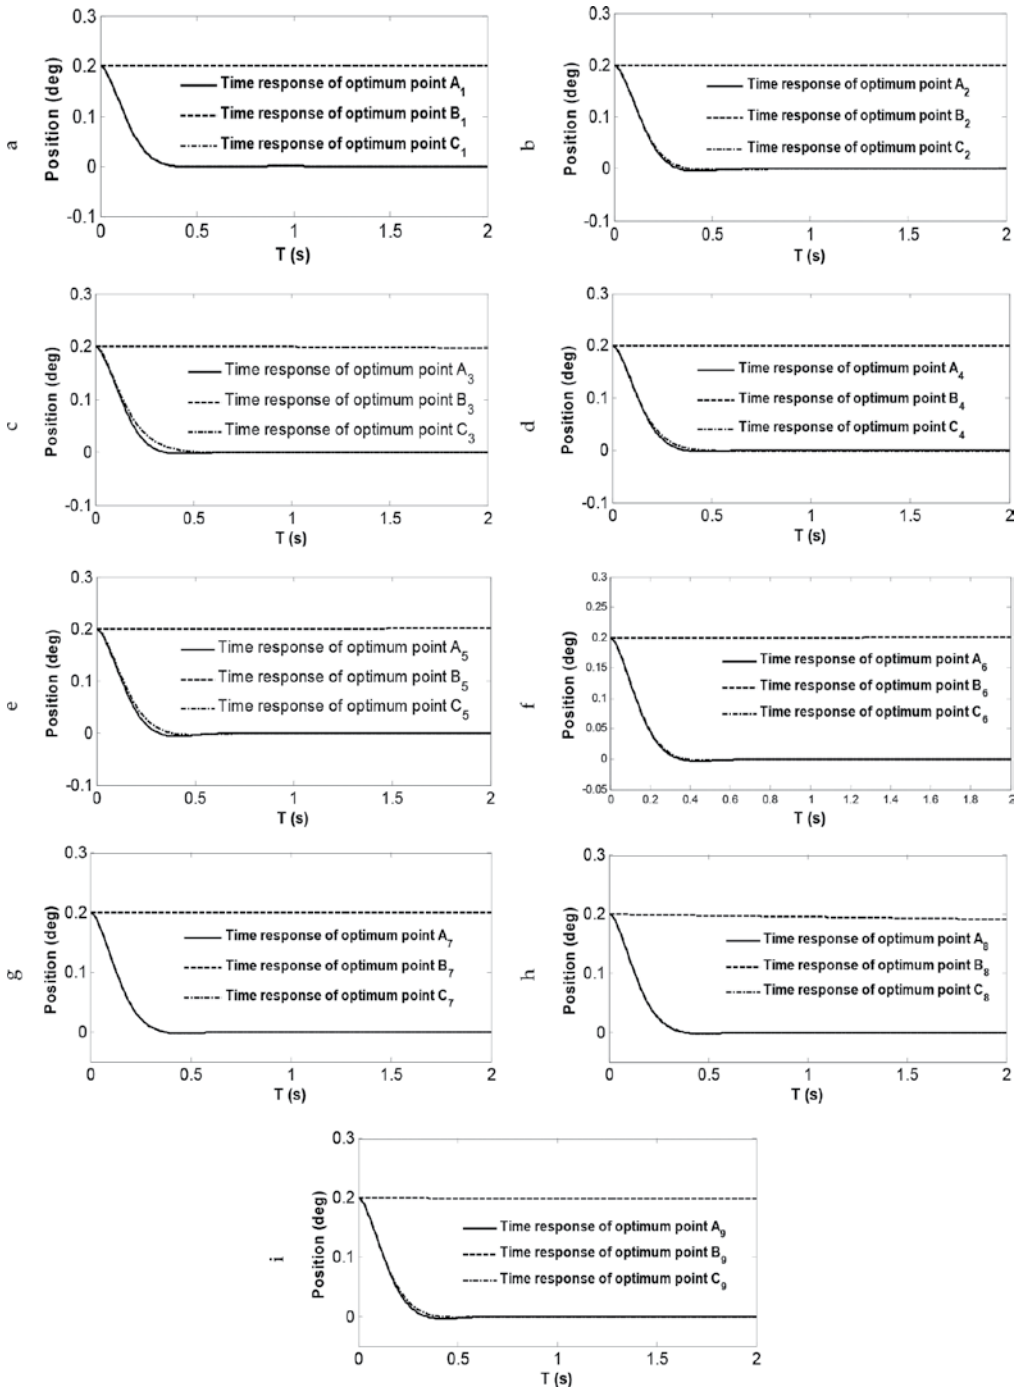 a
Position (deg)
0.3
0.2
0.1
0
-0.1
Time response of optimum point A1
Time response of optimum point B1
Time response of optimum point C1
0 0.5 1 1.5 2
T (s)
b
Position (deg)
0.3
0.2
0.1
0
-0.1
Time response of optimum point A2
Time response of optimum point B2
Time response of optimum point C2
0 0.5 1 1.5 2
T (s)
c
Position (deg)
0.3
0.2
0.1
0
-0.1
Time response of optimum point A3
Time response of optimum point B3
Time response of optimum point C3
0 0.5 1 1.5 2
T (s)
d
Position (deg)
0.3
0.2
0.1
0
-0.1
Time response of optimum point A4
Time response of optimum point B4
Time response of optimum point C4
0 0.5 1 1.5 2
T (s)
e
Position (deg)
0.3
0.2
0.1
0
-0.1
Time response of optimum point A5
Time response of optimum point B5
Time response of optimum point C5
0 0.5 1 1.5 2
T (s)
f
Position (deg)
0.3
0.25
0.2
0.15
0.1
0.05
0
-0.05
Time response of optimum point A6
Time response of optimum point B6
Time response of optimum point C6
0 0.2 0.4 0.6 0.8 1 1.2 1.4 1.6 1.8 2
T (s)
g
Position (deg)
0.3
0.2
0.1
0
Time response of optimum point A7
Time response of optimum point B7
Time response of optimum point C7
0 0.5 1 1.5 2
T (s)
h
Position (deg)
0.3
0.2
0.1
0
Time response of optimum point A8
Time response of optimum point B8
Time response of optimum point C8
0 0.5 1 1.5 2
T (s)
i
Position (deg)
0.3
0.2
0.1
0
Time response of optimum point A9
Time response of optimum point B9
Time response of optimum point C9
0 0.5 1 1.5 2
T (s)